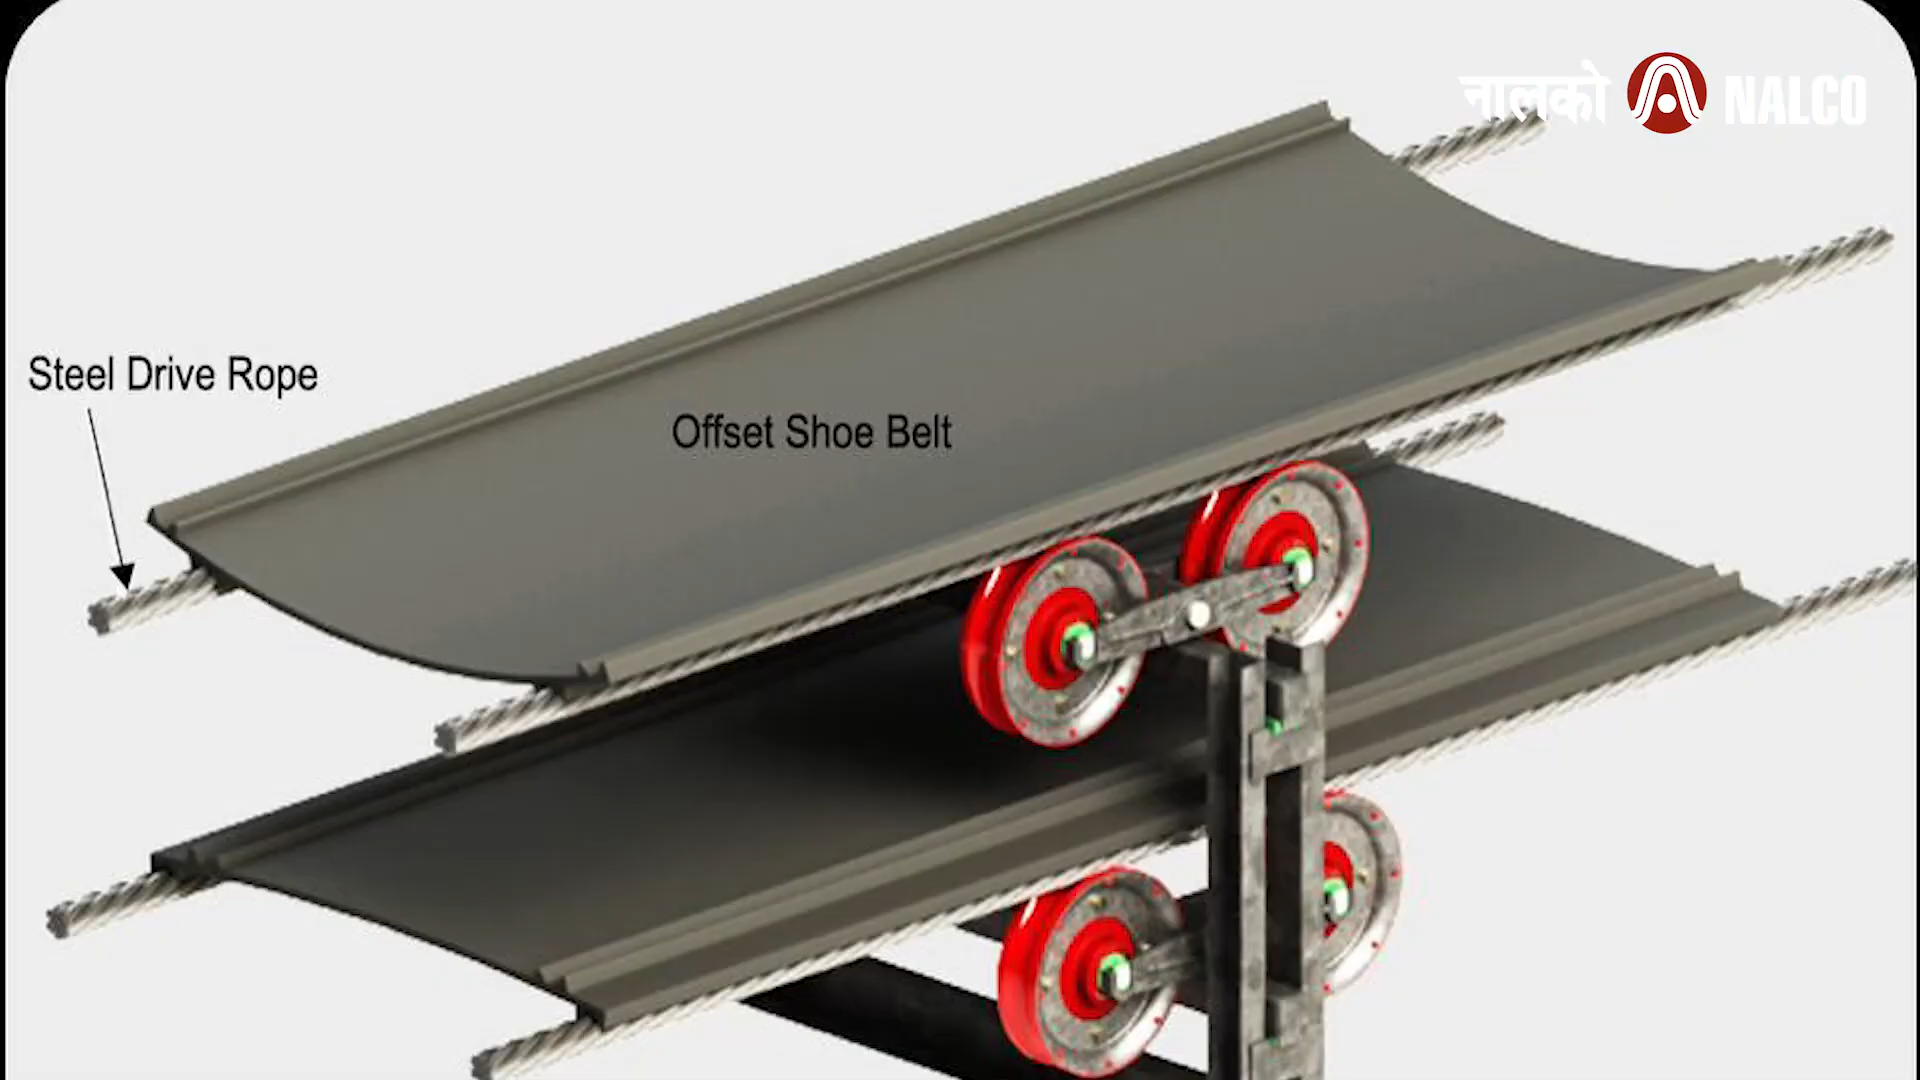 नालको NALCO
Steel Drive Rope
Offset Shoe Belt